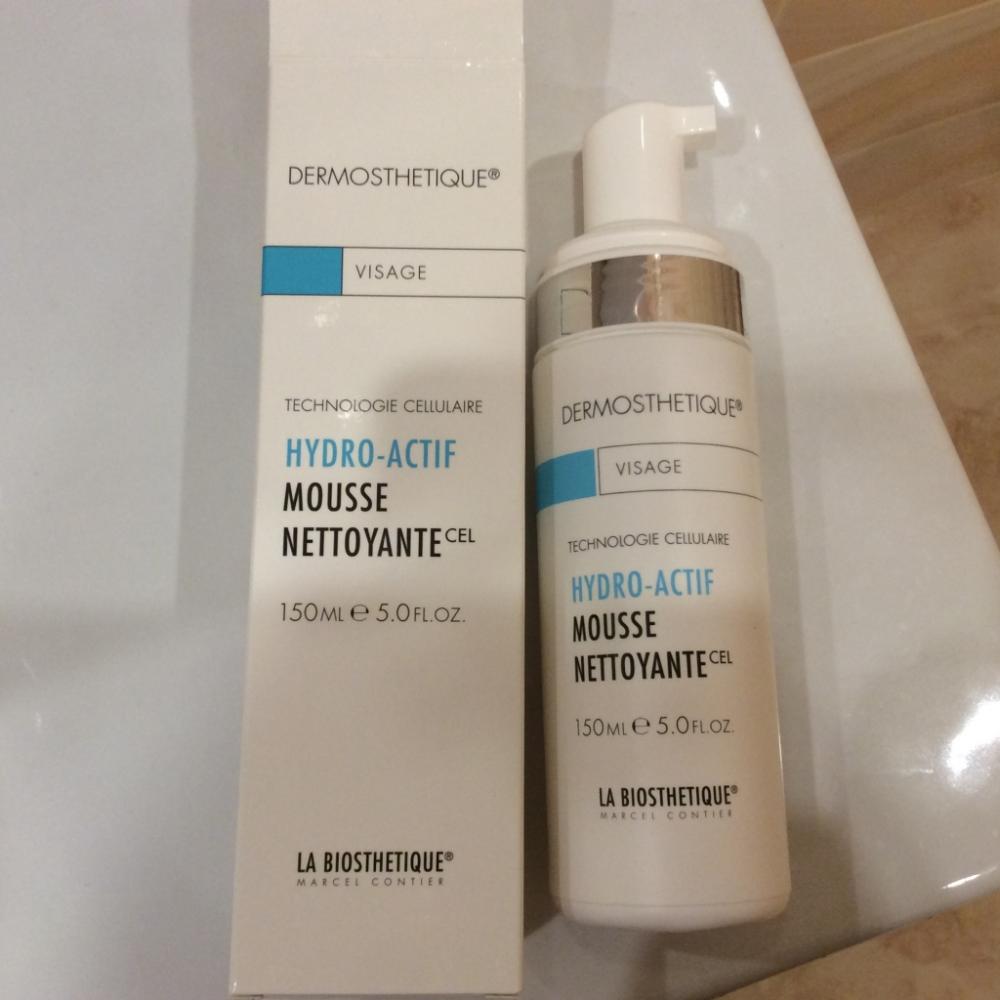 DERMOSTHETIQUE®
VISAGE
TECHNOLOGIE CELLULAIRE
HYDRO-ACTIF
MOUSSE
NETTOYANTE CEL
150ML ℮ 5.0FL.OZ.
LA BIOSTHETIQUE®
MARCEL CONTIER
DERMOSTHETIQUE®
VISAGE
TECHNOLOGIE CELLULAIRE
HYDRO-ACTIF
MOUSSE
NETTOYANTE CEL
150ML ℮ 5.0FL.OZ.
LA BIOSTHETIQUE®
MARCEL CONTIER